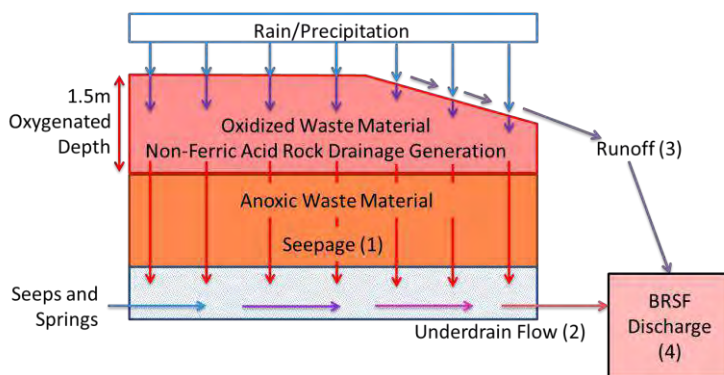 Rain/Precipitation
1.5m
Oxygenated
Depth
Oxidized Waste Material
Non-Ferric Acid Rock Drainage Generation
Runoff (3)
Anoxic Waste Material
Seepage (1)
Seeps and
Springs
Underdrain Flow (2)
BRSF
Discharge
(4)